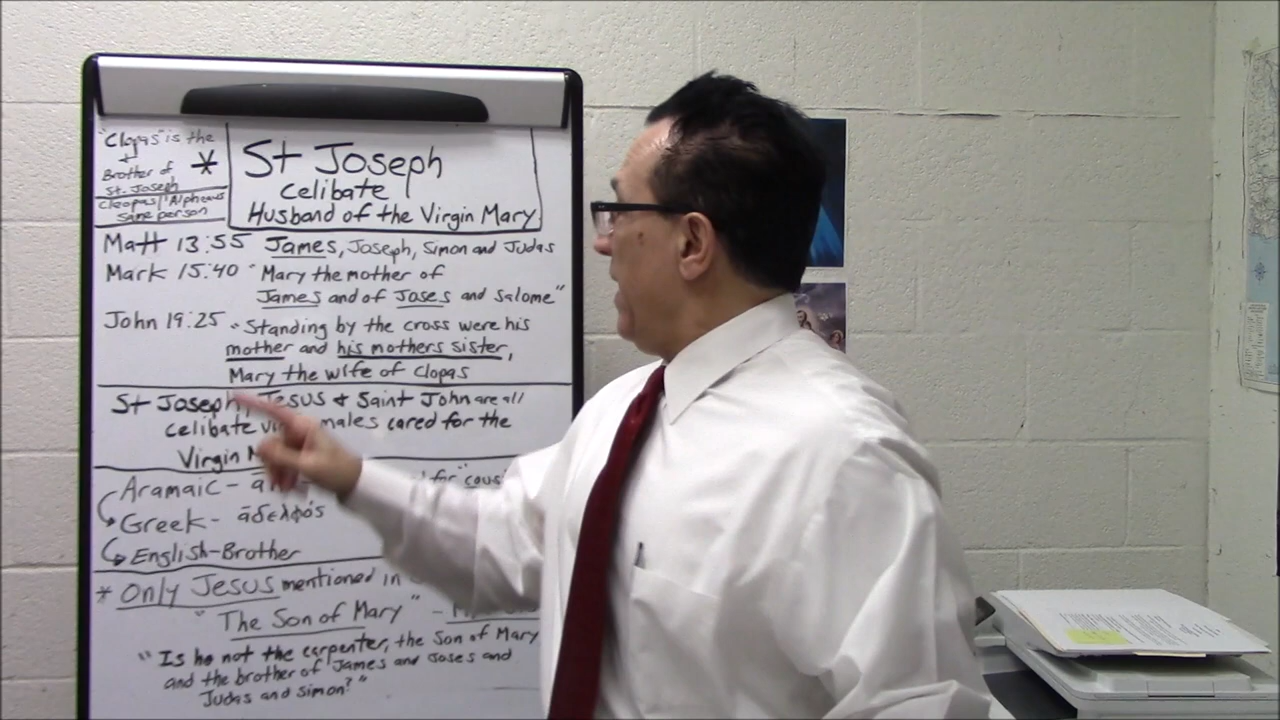 "Clopas" is the
Brother of
St. Joseph
*
Cleopas/Alpheaus
same person
St Joseph
Celibate
Husband of the Virgin Mary
Matt 13:55 James, Joseph, Simon and Judas
Mark 15:40 "Mary the mother of
James and of Joses and Salome"
John 19:25 "Standing by the cross were his
mother and his mothers sister,
Mary the wife of Clopas
St Joseph, Jesus & Saint John are all
celibate males cared for the
Virgin
Aramaic - for "
Greek - ἀδελφός
English-Brother
* Only Jesus mentioned in
"The Son of Mary" -
"Is he not the carpenter, the Son of Mary
and the brother of James and Joses and
Judas and simon?"